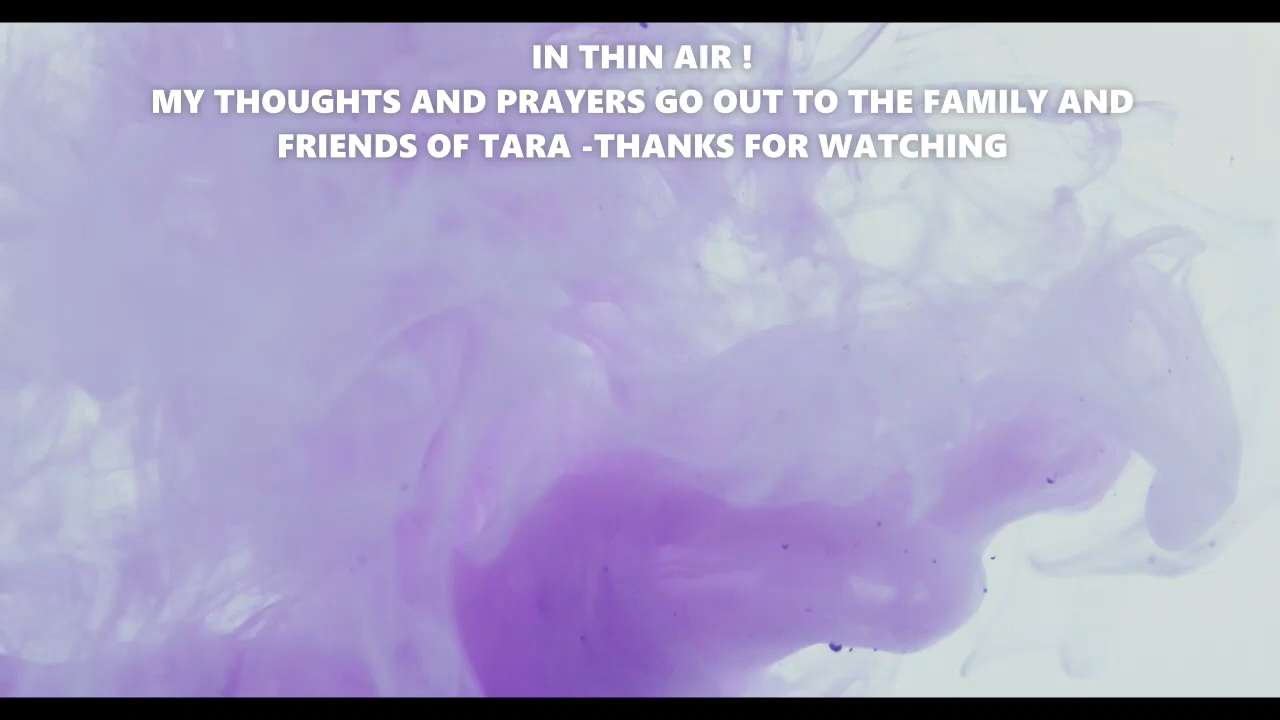 IN THIN AIR !
MY THOUGHTS AND PRAYERS GO OUT TO THE FAMILY AND
FRIENDS OF TARA -THANKS FOR WATCHING